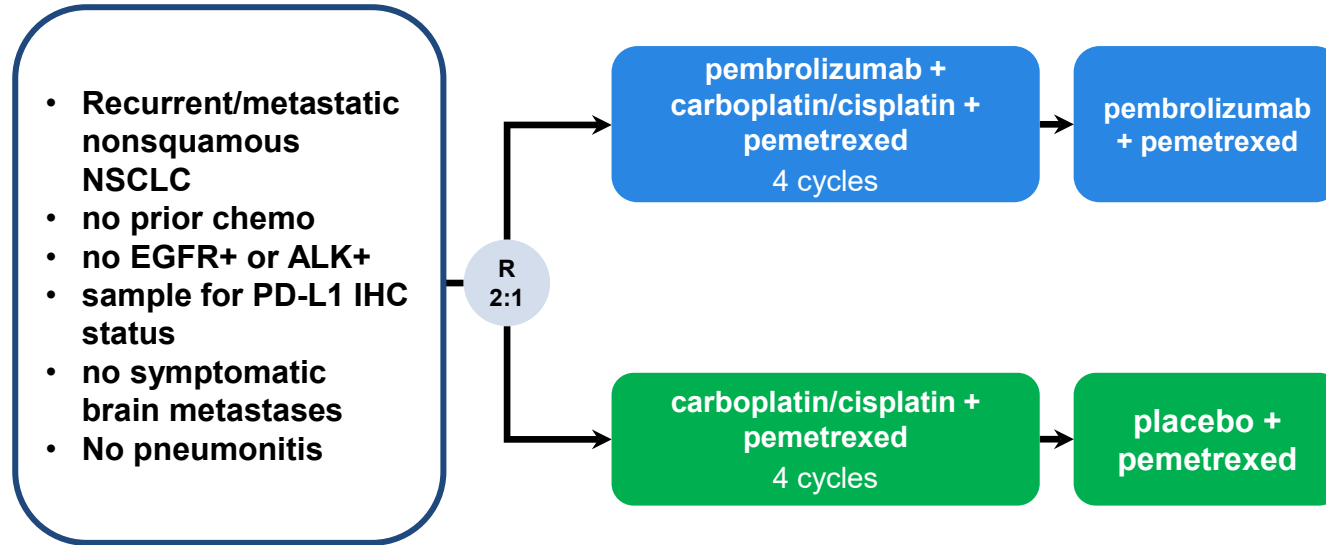 • Recurrent/metastatic
nonsquamous
NSCLC
• no prior chemo
• no EGFR+ or ALK+
• sample for PD-L1 IHC
status
• no symptomatic
brain metastases
• No pneumonitis
R
2:1
pembrolizumab +
carboplatin/cisplatin +
pemetrexed
4 cycles
pembrolizumab
+ pemetrexed
carboplatin/cisplatin +
pemetrexed
4 cycles
placebo +
pemetrexed